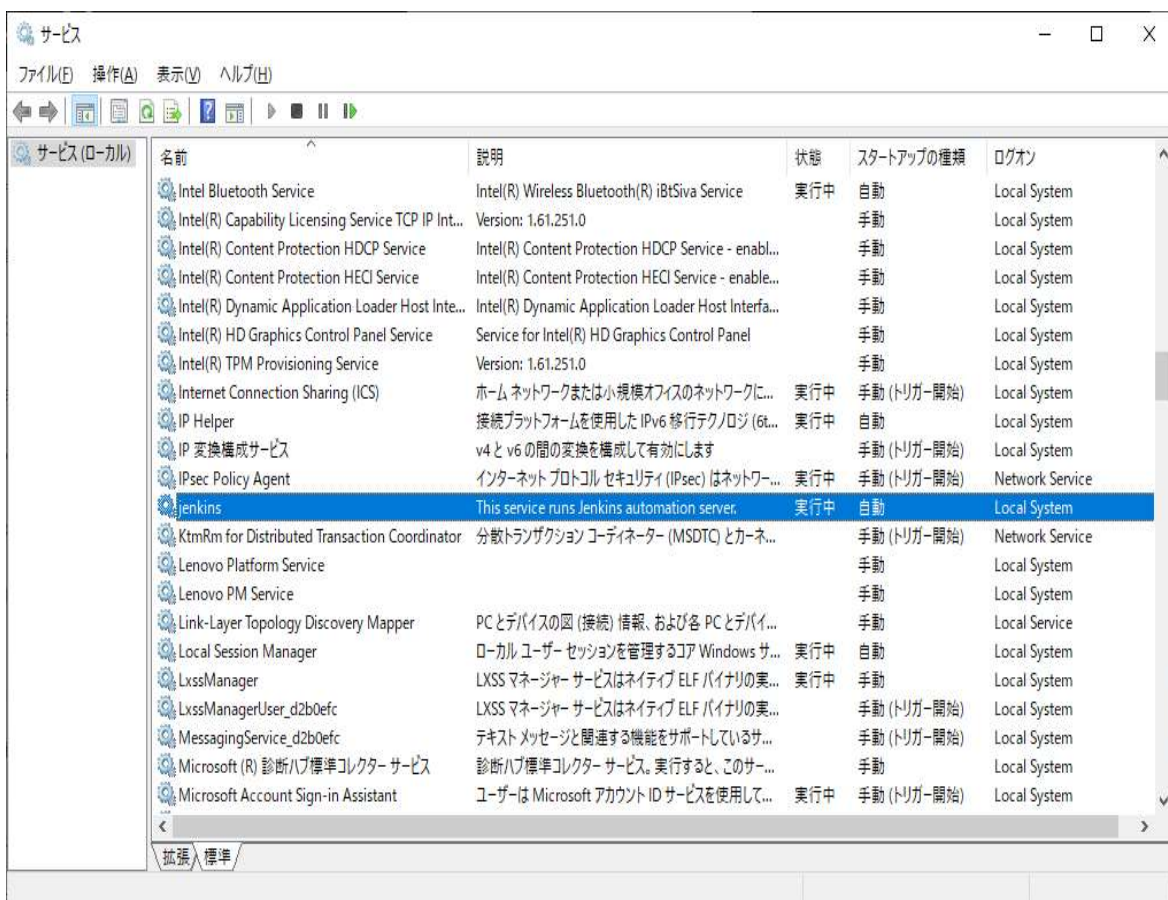 サービス
ファイル(F) 操作(A) 表示(V) ヘルプ(H)
サービス (ローカル)
名前 説明 状態 スタートアップの種類 ログオン
Intel Bluetooth Service Intel(R) Wireless Bluetooth(R) iBtSiva Service 実行中 自動 Local System
Intel(R) Capability Licensing Service TCP IP Int... Version: 1.61.251.0 手動 Local System
Intel(R) Content Protection HDCP Service Intel(R) Content Protection HDCP Service - enabl... 手動 Local System
Intel(R) Content Protection HECI Service Intel(R) Content Protection HECI Service - enable... 手動 Local System
Intel(R) Dynamic Application Loader Host Inte... Intel(R) Dynamic Application Loader Host Interfa... 手動 Local System
Intel(R) HD Graphics Control Panel Service Service for Intel(R) HD Graphics Control Panel 手動 Local System
Intel(R) TPM Provisioning Service Version: 1.61.251.0 手動 Local System
Internet Connection Sharing (ICS) ホーム ネットワークまたは小規模オフィスのネットワークに... 実行中 手動 (トリガー開始) Local System
IP Helper 接続プラットフォームを使用した IPv6 移行テクノロジ (6t... 実行中 自動 Local System
IP 変換構成サービス v4 と v6 の間の変換を構成して有効にします 手動 (トリガー開始) Local System
IPsec Policy Agent インターネット プロトコル セキュリティ (IPsec) はネットワー... 実行中 手動 (トリガー開始) Network Service
jenkins This service runs Jenkins automation server. 実行中 自動 Local System
KtmRm for Distributed Transaction Coordinator 分散トランザクション コーディネーター (MSDTC) とカーネ... 手動 (トリガー開始) Network Service
Lenovo Platform Service 手動 Local System
Lenovo PM Service 手動 Local System
Link-Layer Topology Discovery Mapper PC とデバイスの図 (接続) 情報、および各 PC とデバイ... 手動 Local Service
Local Session Manager ローカル ユーザー セッションを管理するコア Windows サ... 実行中 自動 Local System
LxssManager LXSS マネージャー サービスはネイティブ ELF バイナリの実... 実行中 手動 Local System
LxssManagerUser_d2b0efc LXSS マネージャー サービスはネイティブ ELF バイナリの実... 手動 (トリガー開始) Local System
MessagingService_d2b0efc テキスト メッセージと関連する機能をサポートしているサ... 手動 (トリガー開始) Local System
Microsoft (R) 診断ハブ標準コレクター サービス 診断ハブ標準コレクター サービス。実行すると、このサー... 手動 Local System
Microsoft Account Sign-in Assistant ユーザーは Microsoft アカウント ID サービスを使用して... 実行中 手動 (トリガー開始) Local System
拡張 標準